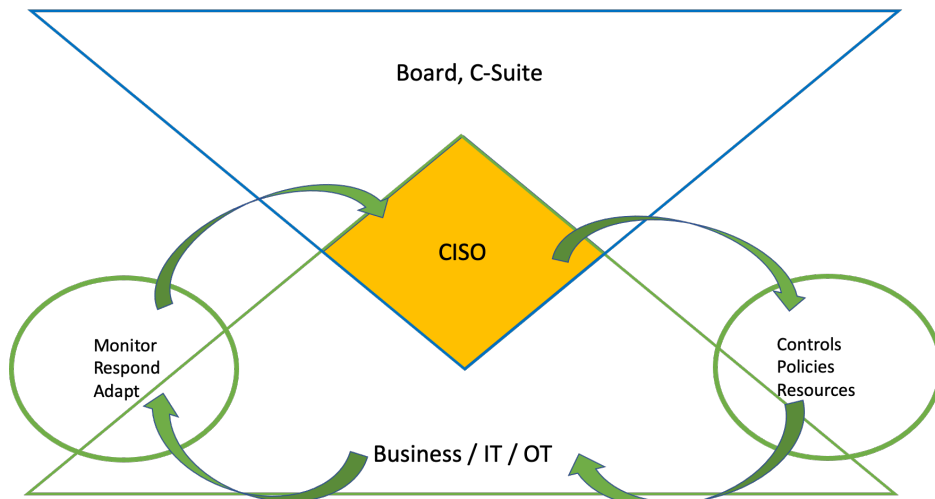 Board, C-Suite
CISO
Monitor
Respond
Adapt
Controls
Policies
Resources
Business / IT / OT